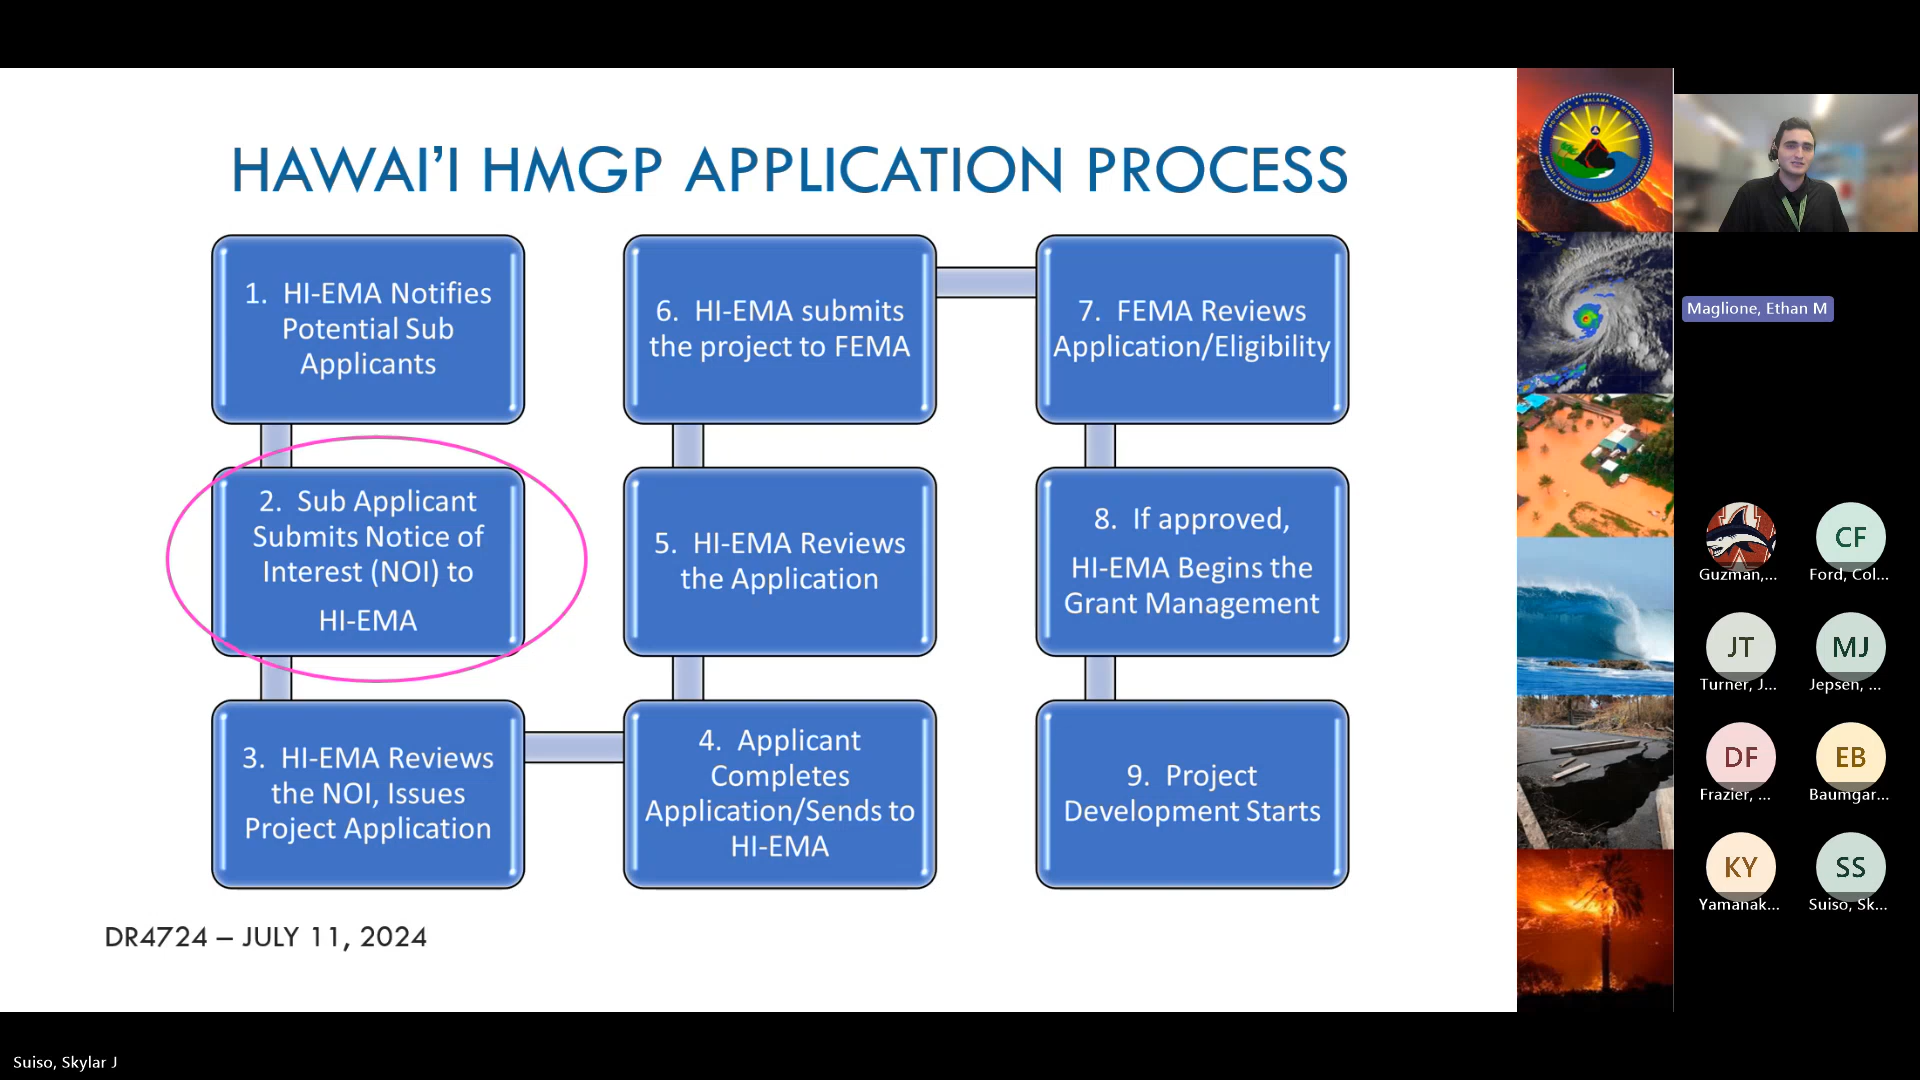 HAWAI’I HMGP APPLICATION PROCESS
1. HI-EMA Notifies
Potential Sub
Applicants
2. Sub Applicant
Submits Notice of
Interest (NOI) to
HI-EMA
3. HI-EMA Reviews
the NOI, Issues
Project Application
4. Applicant
Completes
Application/Sends to
HI-EMA
5. HI-EMA Reviews
the Application
6. HI-EMA submits
the project to FEMA
7. FEMA Reviews
Application/Eligibility
8. If approved,
HI-EMA Begins the
Grant Management
9. Project
Development Starts
DR4724 – JULY 11, 2024
Maglione, Ethan M
Guzman,...
CF
Ford, Col...
JT
Turner, J...
MJ
Jepsen, ...
DF
Frazier, ...
EB
Baumgar...
KY
Yamanak...
SS
Suiso, Sk...
Suiso, Skylar J